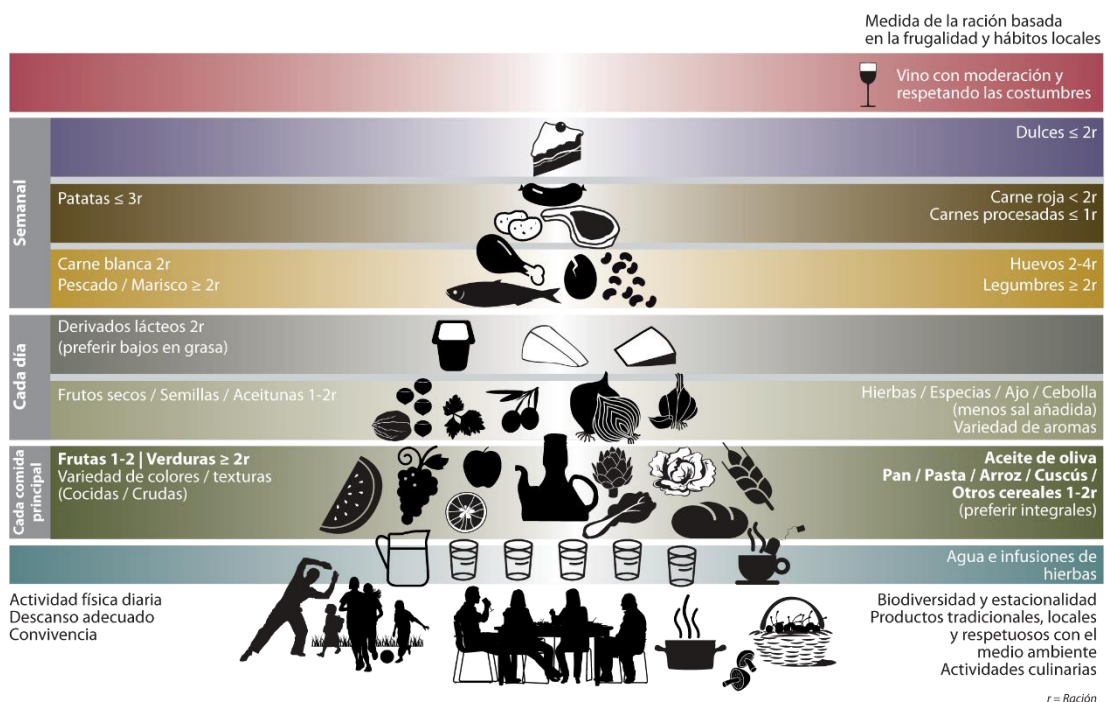 Medida de la ración basada
en la frugalidad y hábitos locales
Vino con moderación y
respetando las costumbres
Semanal
Dulces ≤ 2r
Patatas ≤ 3r
Carne roja < 2r
Carnes procesadas ≤ 1r
Carne blanca 2r
Pescado / Marisco ≥ 2r
Huevos 2-4r
Legumbres ≥ 2r
Cada día
Derivados lácteos 2r
(preferir bajos en grasa)
Frutos secos / Semillas / Aceitunas 1-2r
Hierbas / Especias / Ajo / Cebolla
(menos sal añadida)
Variedad de aromas
Cada comida
principal
Frutas 1-2 | Verduras ≥ 2r
Variedad de colores / texturas
(Cocidas / Crudas)
Aceite de oliva
Pan / Pasta / Arroz / Cuscús /
Otros cereales 1-2r
(preferir integrales)
Agua e infusiones de
hierbas
Actividad física diaria
Descanso adecuado
Convivencia
Biodiversidad y estacionalidad
Productos tradicionales, locales
y respetuosos con el
medio ambiente
Actividades culinarias
r = Ración